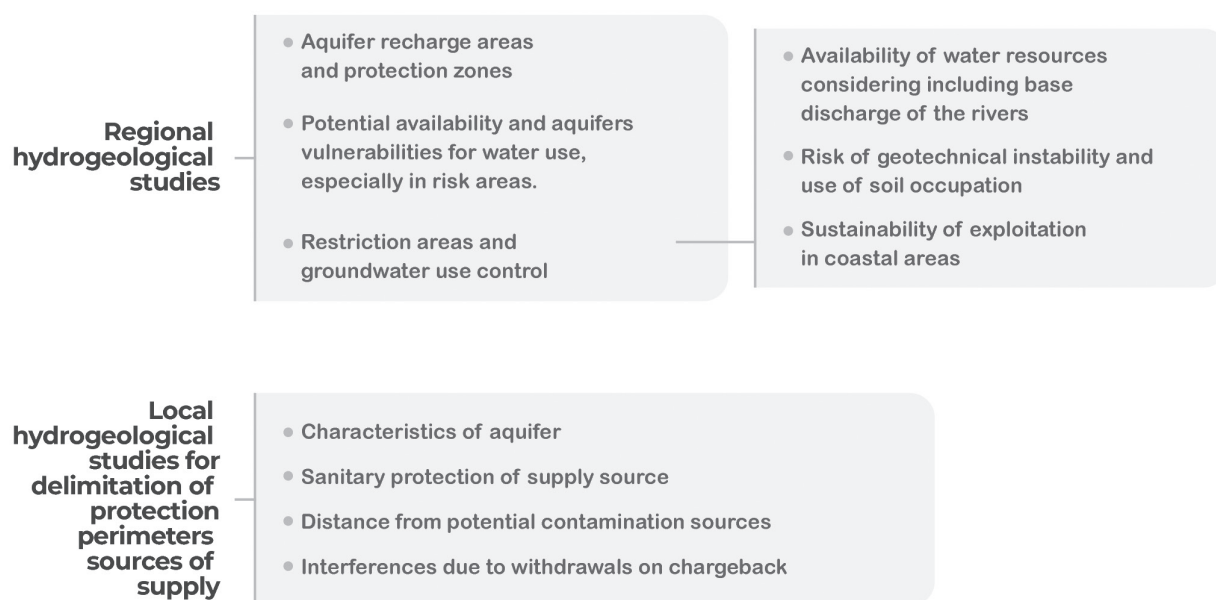 Regional
hydrogeological
studies
Aquifer recharge areas
and protection zones
Potential availability and aquifers
vulnerabilities for water use,
especially in risk areas.
Restriction areas and
groundwater use control
Availability of water resources
considering including base
discharge of the rivers
Risk of geotechnical instability and
use of soil occupation
Sustainability of exploitation
in coastal areas
Local
hydrogeological
studies for
delimitation of
protection
perimeters
sources of
supply
Characteristics of aquifer
Sanitary protection of supply source
Distance from potential contamination sources
Interferences due to withdrawals on chargeback